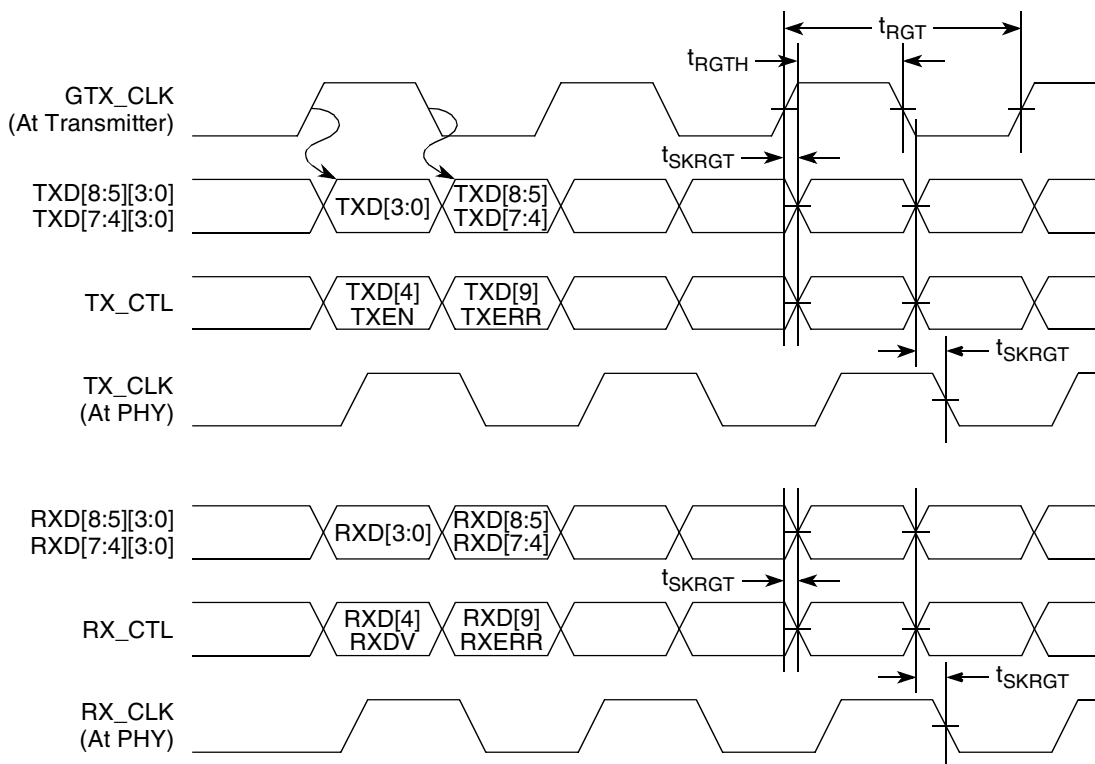 tRGT
tRGTH
GTX_CLK
(At Transmitter)
tSKRGT
TXD[8:5][3:0]
TXD[7:4][3:0]
TXD[3:0]
TXD[8:5]
TXD[7:4]
TX_CTL
TXD[4]
TXEN
TXD[9]
TXERR
tSKRGT
TX_CLK
(At PHY)
RXD[8:5][3:0]
RXD[7:4][3:0]
RXD[3:0]
RXD[8:5]
RXD[7:4]
tSKRGT
RX_CTL
RXD[4]
RXDV
RXD[9]
RXERR
tSKRGT
RX_CLK
(At PHY)